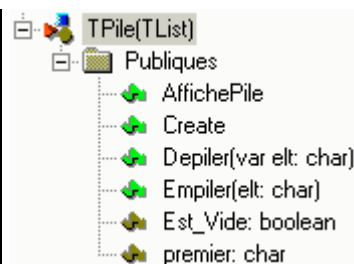 TPile(TList)
Publiques
AffichePile
Create
Depiler(var elt: char)
Empiler(elt: char)
Est_Vide: boolean
premier: char